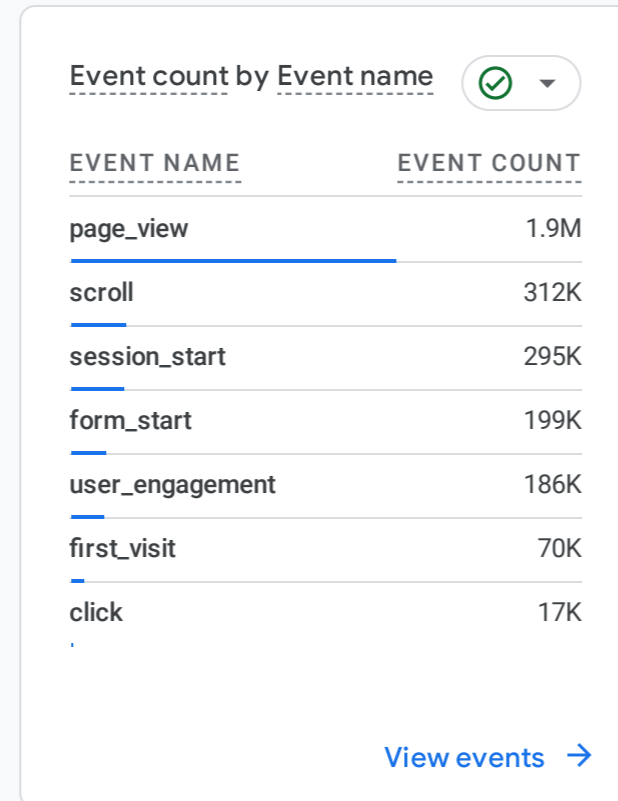 Event count by Event name
EVENT NAME EVENT COUNT
page_view 1.9M
scroll 312K
session_start 295K
form_start 199K
user_engagement 186K
first_visit 70K
click 17K
View events